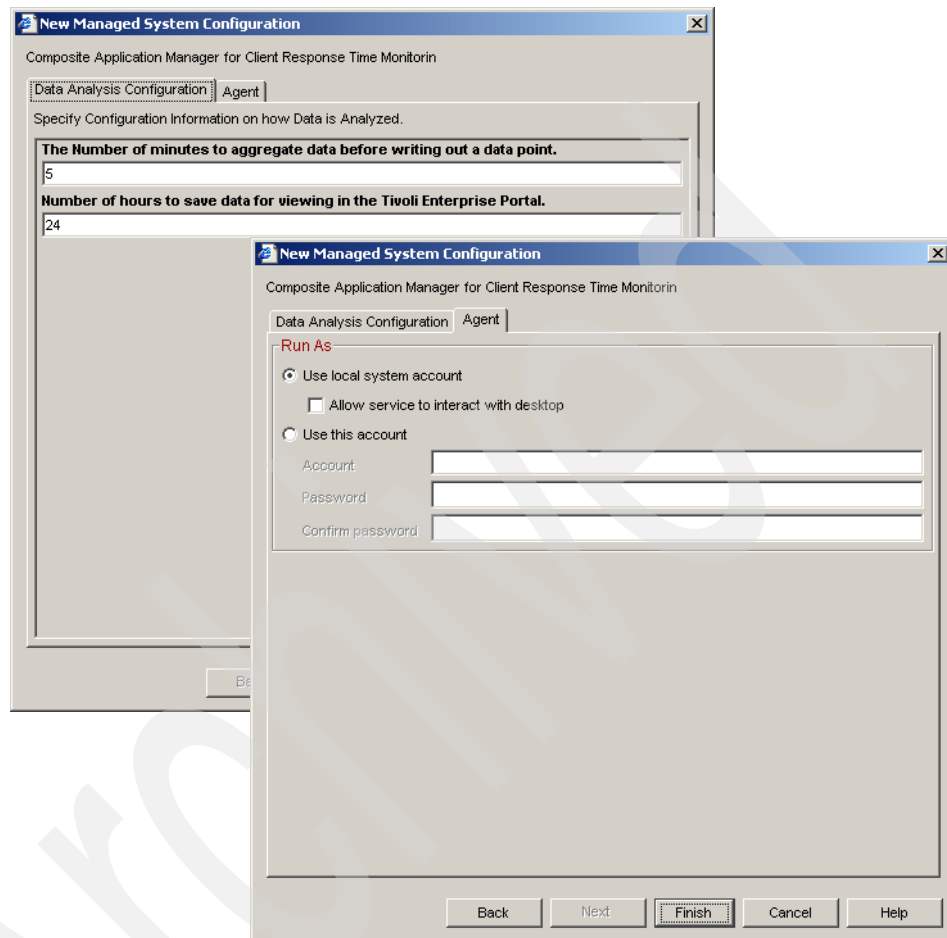 New Managed System Configuration
Composite Application Manager for Client Response Time Monitorin
Data Analysis Configuration Agent
Specify Configuration Information on how Data is Analyzed.
The Number of minutes to aggregate data before writing out a data point.
5
Number of hours to save data for viewing in the Tivoli Enterprise Portal.
24
New Managed System Configuration
Composite Application Manager for Client Response Time Monitorin
Data Analysis Configuration Agent
Run As
Use local system account
Allow service to interact with desktop
Use this account
Account
Password
Confirm password
Back Next Finish Cancel Help